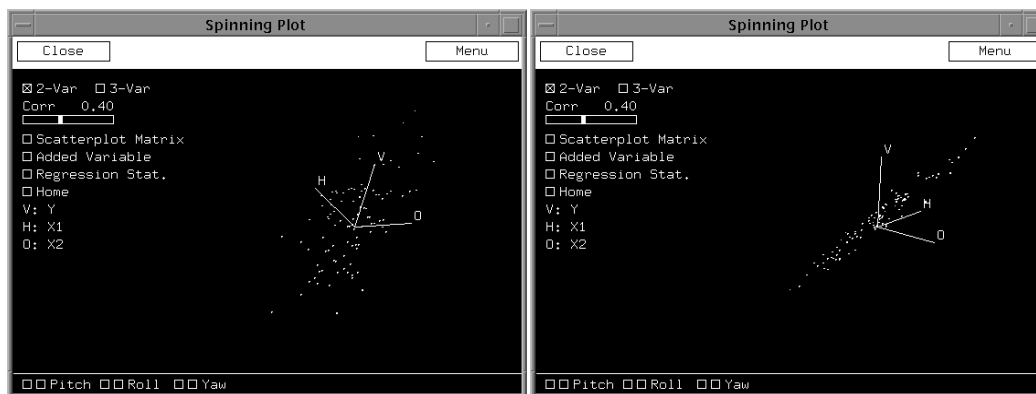 Spinning Plot
Close Menu
2-Var 3-Var
Corr 0.40
Scatterplot Matrix
Added Variable
Regression Stat.
Home
V: Y
H: X1
O: X2
V
H
O
Pitch Roll Yaw
Spinning Plot
Close Menu
2-Var 3-Var
Corr 0.40
Scatterplot Matrix
Added Variable
Regression Stat.
Home
V: Y
H: X1
O: X2
V
H
O
Pitch Roll Yaw